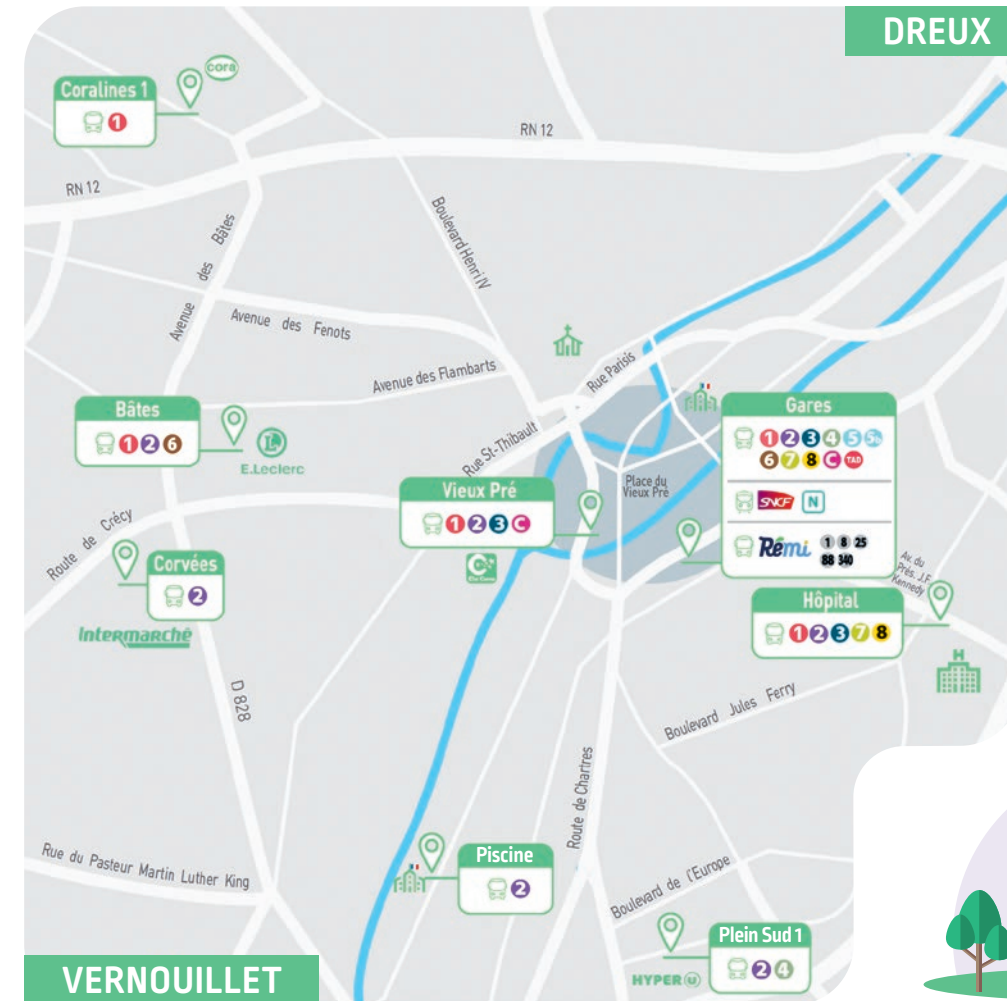 DREUX
cora
Coralines 1
1
RN 12
RN 12
Boulevard Henri IV
Avenue des Bâtes
Avenue des Fenots
Avenue des Flambarts
Rue Parisis
Rue St-Thibault
Bâtes
1 2 6
L
E.Leclerc
Gares
1 2 3 4 5
6 7 8 C TAD
SNCF N
Rémi 1 8 25
88 340
Place du
Vieux Pré
Vieux Pré
1 2 3 C
Route de Crécy
Corvées
2
Intermarché
Av. du
Prés. J.F.
Kennedy
Hôpital
1 2 3 7 8
H
D 828
Boulevard Jules Ferry
Route de Chartres
Rue du Pasteur Martin Luther King
Piscine
2
Boulevard de l'Europe
Plein Sud 1
2 4
HYPER U
VERNOUILLET